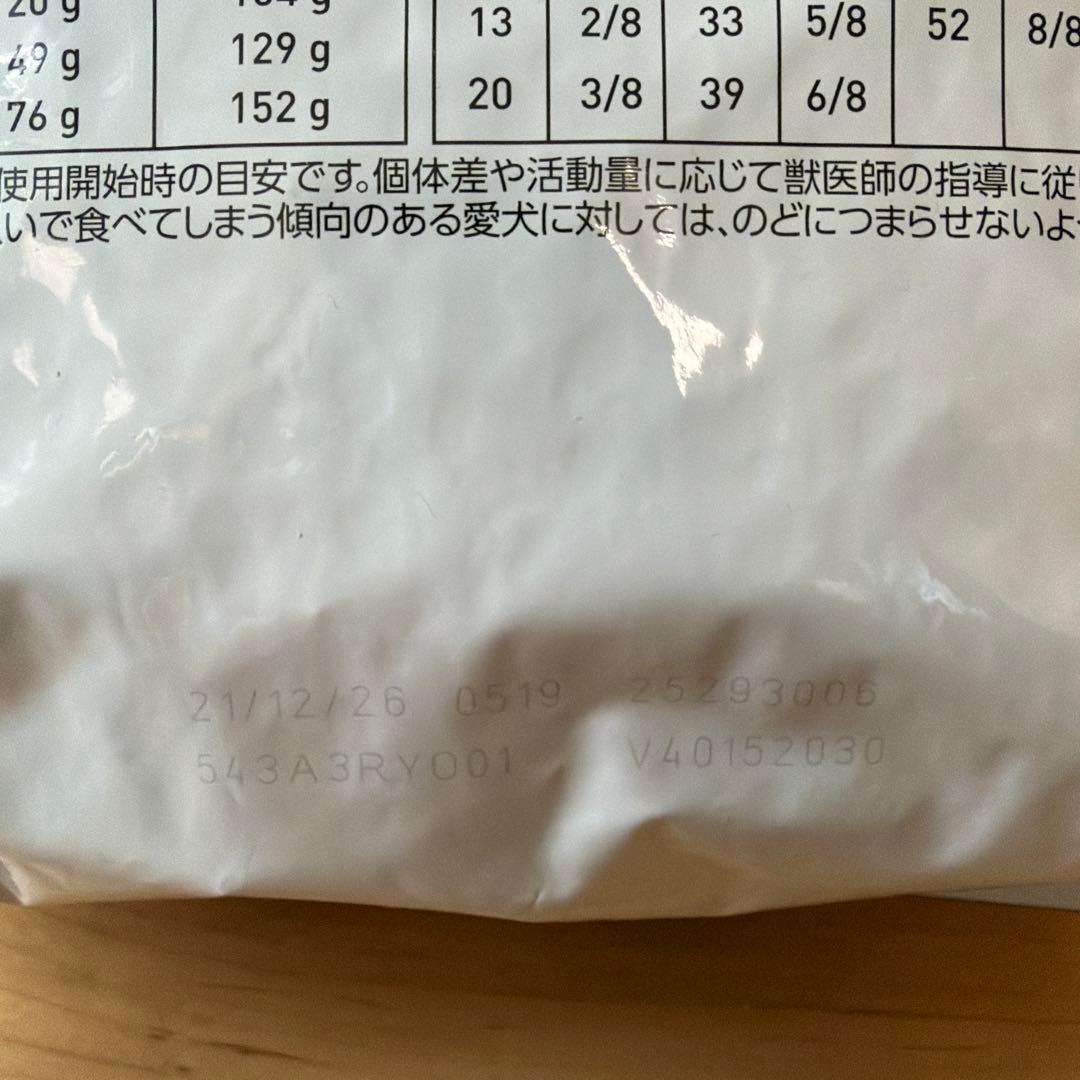 49 g 129 g
76 g 152 g
13 2/8 33 5/8 52 8/8
20 3/8 39 6/8
使用開始時の目安です。個体差や活動量に応じて獣医師の指導に従
いで食べてしまう傾向のある愛犬に対しては、のどにつまらせないよ
21/12/26 0519 25293006
543A3RYO01 V40152030